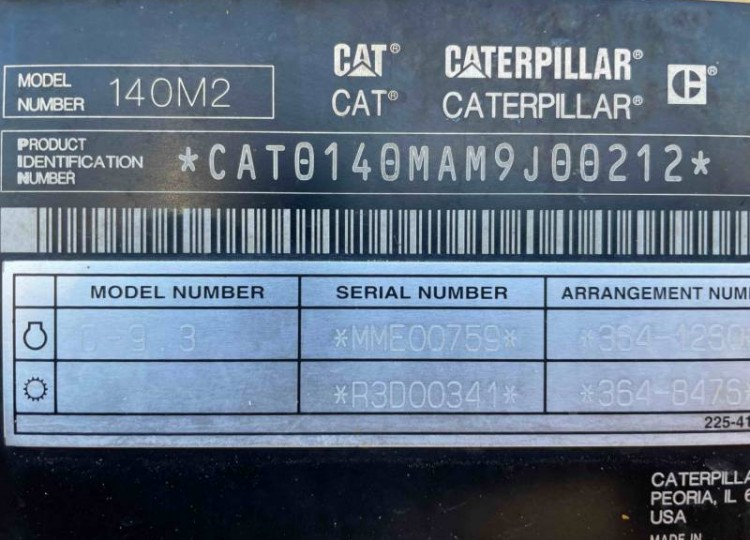 CAT® CATERPILLAR® ®
MODEL NUMBER 140M2
CAT® CATERPILLAR®
PRODUCT IDENTIFICATION NUMBER *CAT0140MAM9J00212*
MODEL NUMBER SERIAL NUMBER ARRANGEMENT NUM
C-9.3 *MME00759* *364-1260
*R3D00341* *364-8476
225-41
CATERPILLA
PEORIA, IL 6
USA
MADE IN